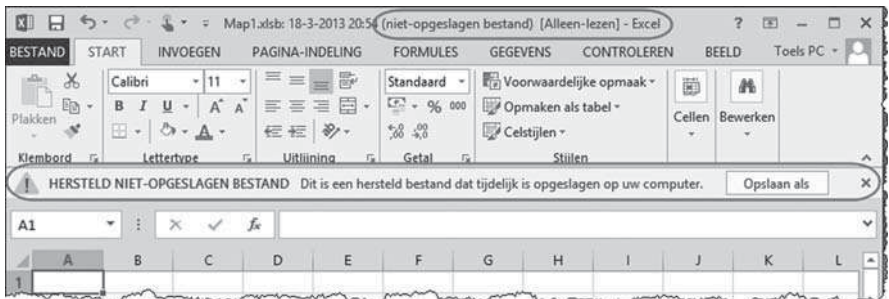 Map1.xlsb: 18-3-2013 20:54 (niet-opgeslagen bestand) [Alleen-lezen] - Excel ?
BESTAND START INVOEGEN PAGINA-INDELING FORMULES GEGEVENS CONTROLEREN BEELD Toels PC
Calibri 11 Standaard Voorwaardelijke opmaak
Plakken B I U A A % 000 Opmaken als tabel Cellen Bewerken
A Celstijlen
Klembord Lettertype Uitlijning Getal Stijlen
HERSTELD NIET-OPGESLAGEN BESTAND Dit is een hersteld bestand dat tijdelijk is opgeslagen op uw computer. Opslaan als
A1 fx
A B C D E F G H I J K L
1